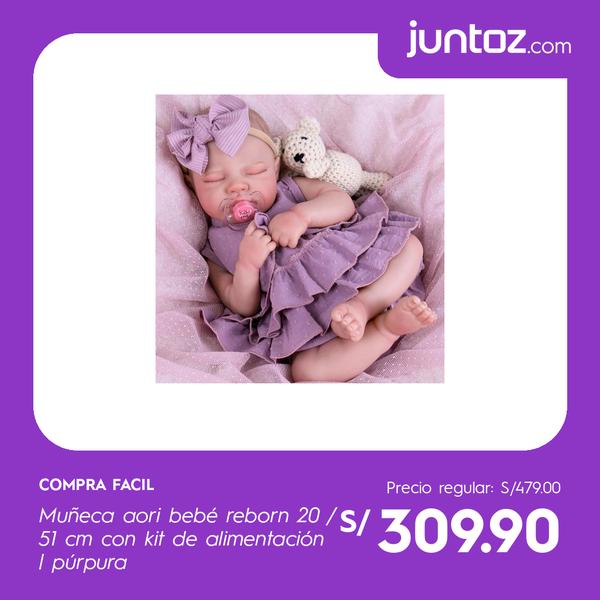 juntoz.com
COMPRA FACIL
Muñeca aori bebé reborn 20 /
51 cm con kit de alimentación
| púrpura
Precio regular: S/479.00
S/ 309.90